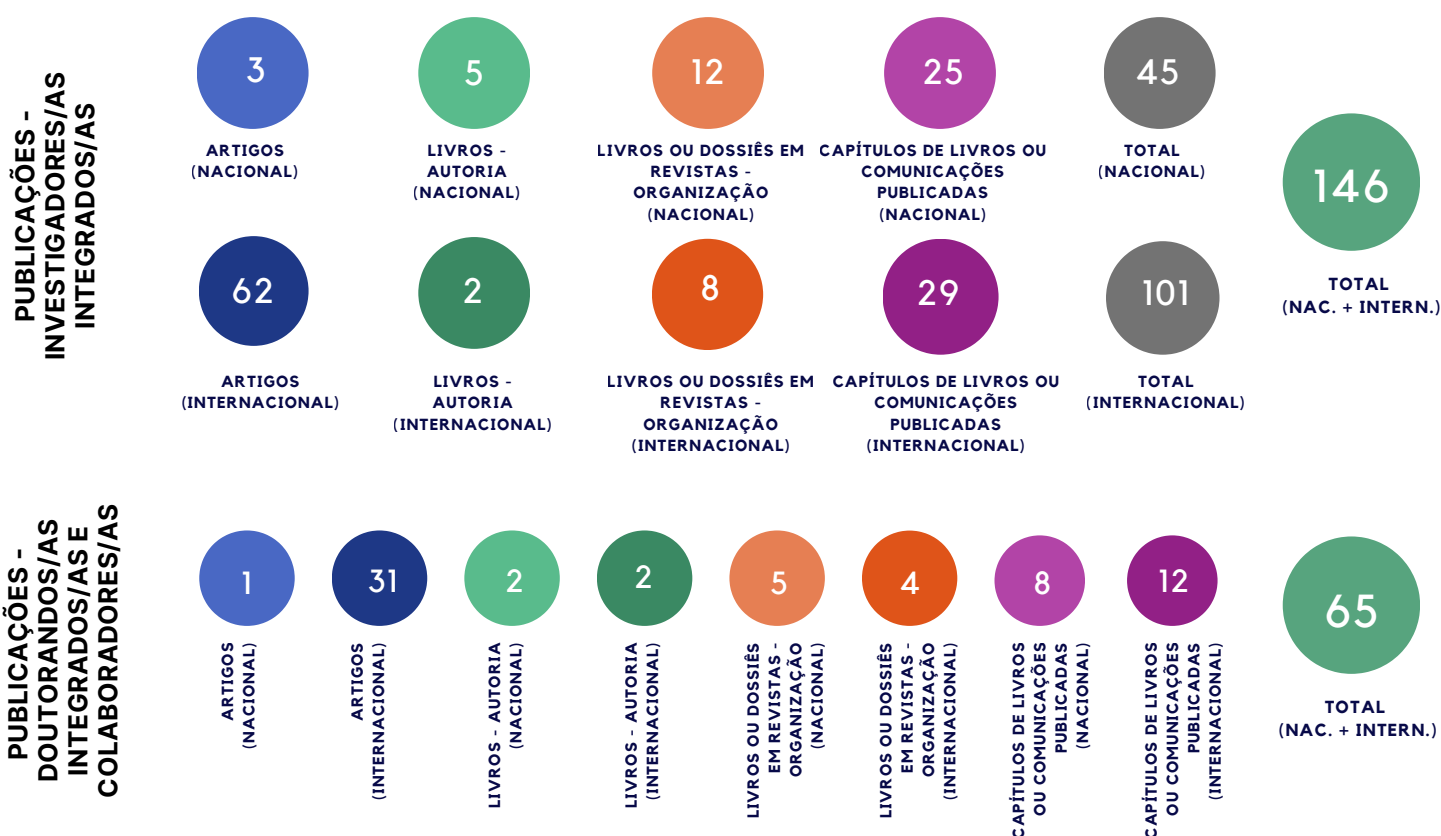 PUBLICAÇÕES -
INVESTIGADORES/AS
INTEGRADOS/AS
3
ARTIGOS
(NACIONAL)
5
LIVROS -
AUTORIA
(NACIONAL)
12
LIVROS OU DOSSIÊS EM
REVISTAS -
ORGANIZAÇÃO
(NACIONAL)
25
CAPÍTULOS DE LIVROS OU
COMUNICAÇÕES
PUBLICADAS
(NACIONAL)
45
TOTAL
(NACIONAL)
62
ARTIGOS
(INTERNACIONAL)
2
LIVROS -
AUTORIA
(INTERNACIONAL)
8
LIVROS OU DOSSIÊS EM
REVISTAS -
ORGANIZAÇÃO
(INTERNACIONAL)
29
CAPÍTULOS DE LIVROS OU
COMUNICAÇÕES
PUBLICADAS
(INTERNACIONAL)
101
TOTAL
(INTERNACIONAL)
146
TOTAL
(NAC. + INTERN.)
PUBLICAÇÕES -
DOUTORANDOS/AS
INTEGRADOS/AS E
COLABORADORES/AS
1
ARTIGOS
(NACIONAL)
31
ARTIGOS
(INTERNACIONAL)
2
LIVROS - AUTORIA
(NACIONAL)
2
LIVROS - AUTORIA
(INTERNACIONAL)
5
LIVROS OU DOSSIÊS
EM REVISTAS -
ORGANIZAÇÃO
(NACIONAL)
4
LIVROS OU DOSSIÊS
EM REVISTAS -
ORGANIZAÇÃO
(INTERNACIONAL)
8
CAPÍTULOS DE LIVROS
OU COMUNICAÇÕES
PUBLICADAS
(NACIONAL)
12
CAPÍTULOS DE LIVROS
OU COMUNICAÇÕES
PUBLICADAS
(INTERNACIONAL)
65
TOTAL
(NAC. + INTERN.)